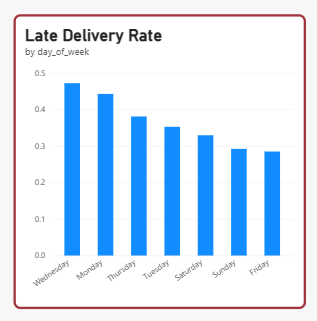 Late Delivery Rate
by day_of_week
0.5
0.4
0.3
0.2
0.1
0.0
Wednesday
Monday
Thursday
Tuesday
Saturday
Sunday
Friday